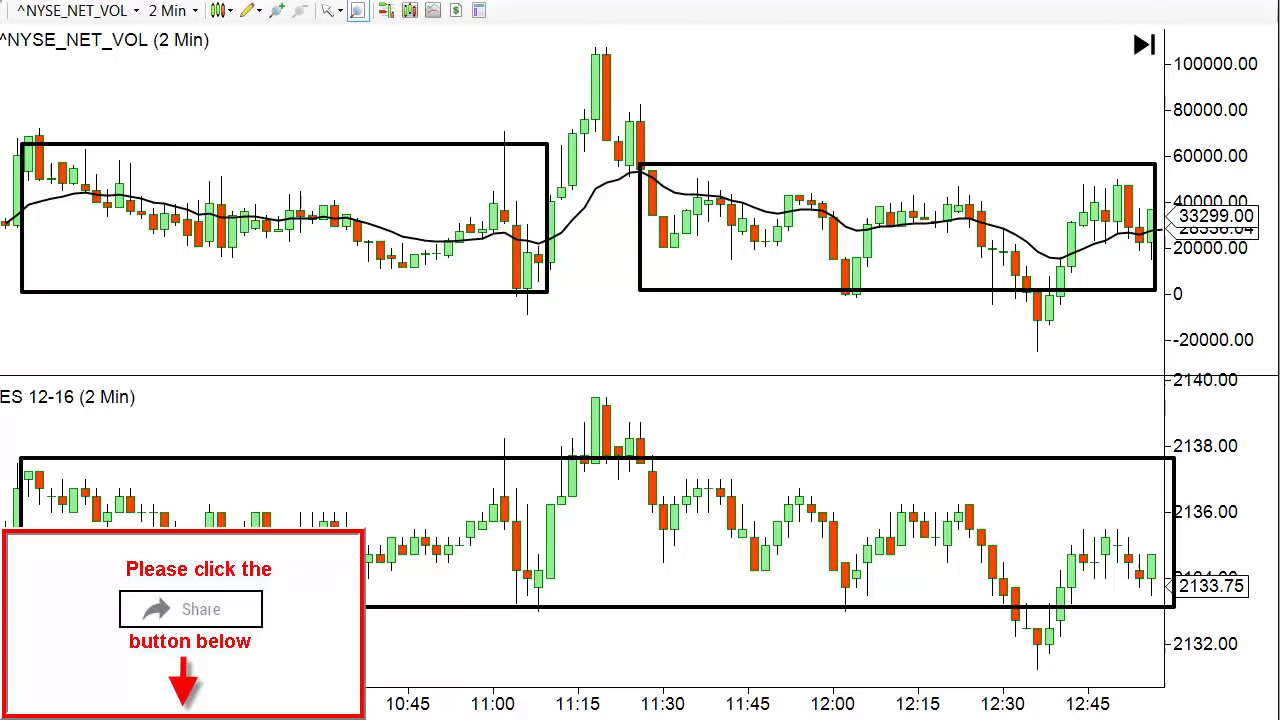 ^NYSE_NET_VOL 2 Min
^NYSE_NET_VOL (2 Min)
100000.00
80000.00
60000.00
40000.00
33299.00
20000.00
0
-20000.00
ES 12-16 (2 Min)
2140.00
2138.00
2136.00
2133.75
2132.00
Please click the
Share
button below
10:45 11:00 11:15 11:30 11:45 12:00 12:15 12:30 12:45